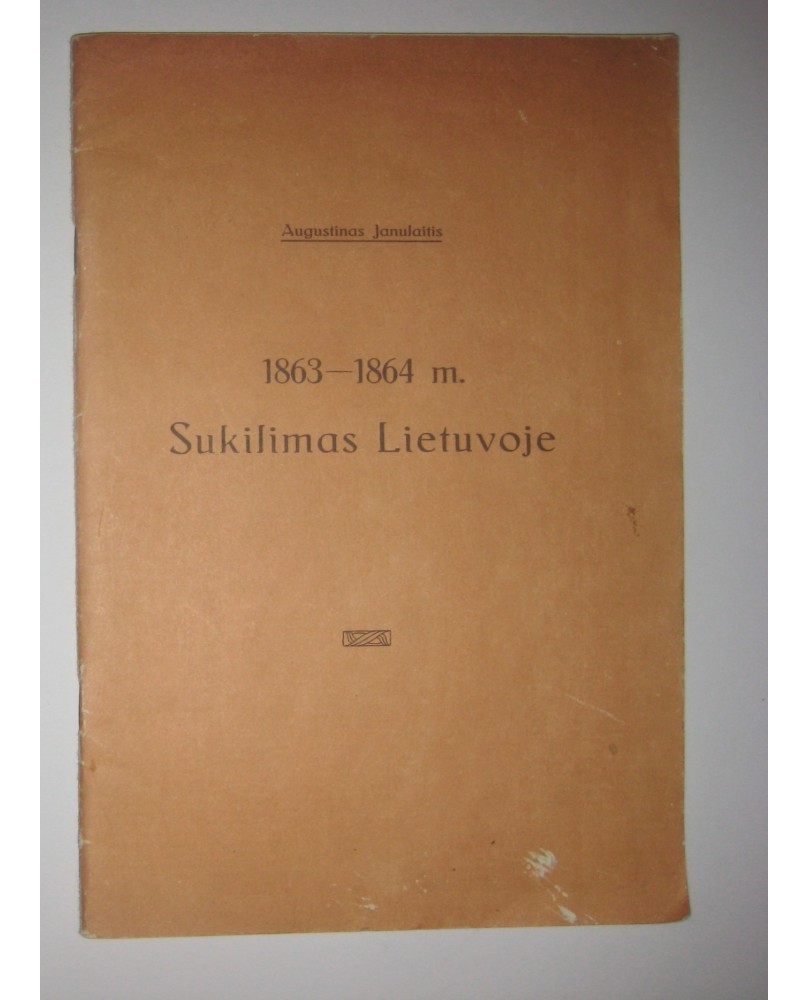 Augustinas Janulaitis
1863—1864 m.
Sukilimas Lietuvoje